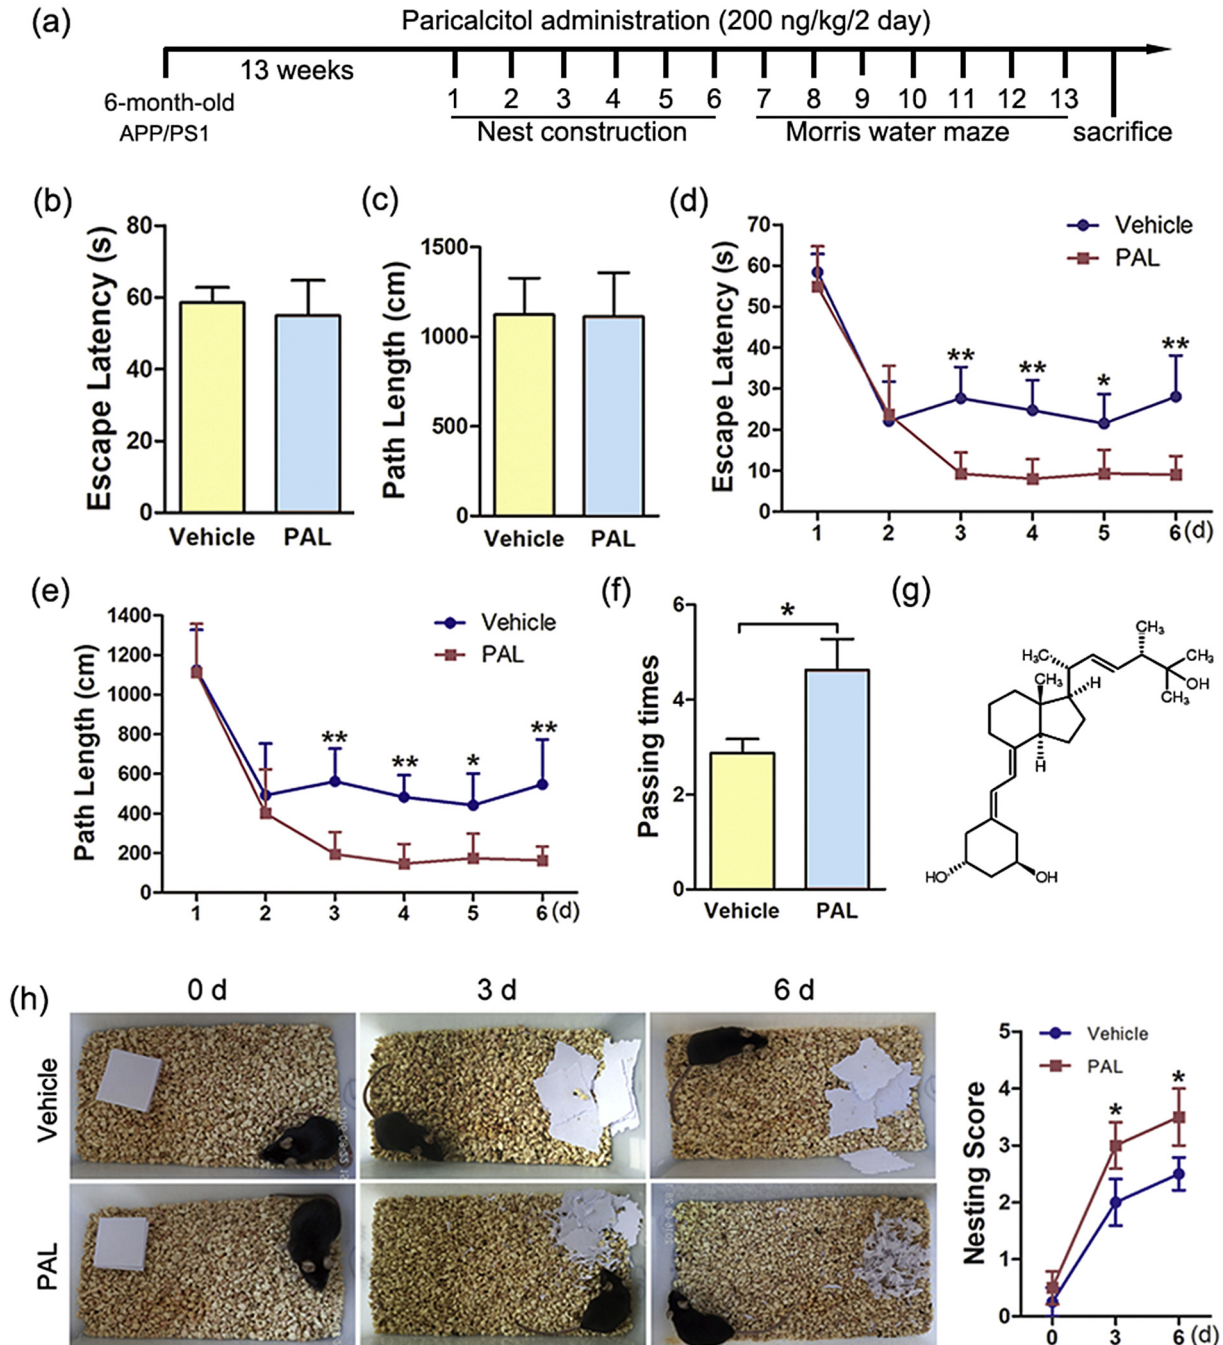 (a)
Paricalcitol administration (200 ng/kg/2 day)
13 weeks
6-month-old
APP/PS1
1 2 3 4 5 6 7 8 9 10 11 12 13
Nest construction Morris water maze sacrifice
(b)
Escape Latency (s)
80
60
40
20
0
Vehicle PAL
(c)
Path Length (cm)
1500
1000
500
0
Vehicle PAL
(d)
Escape Latency (s)
70
60
50
40
30
20
10
0
Vehicle
PAL
** ** * **
1 2 3 4 5 6 (d)
(e)
Path Length (cm)
1400
1200
1000
800
600
400
200
0
Vehicle
PAL
** ** * **
1 2 3 4 5 6 (d)
(f)
Passing times
6
4
2
0
*
Vehicle PAL
(g)
CH₃
H₃C
CH₃
CH₃
OH
CH₃
H
H
HO
OH
(h)
0 d 3 d 6 d
Vehicle
PAL
Nesting Score
5
4
3
2
1
0
Vehicle
PAL
* *
0 3 6 (d)